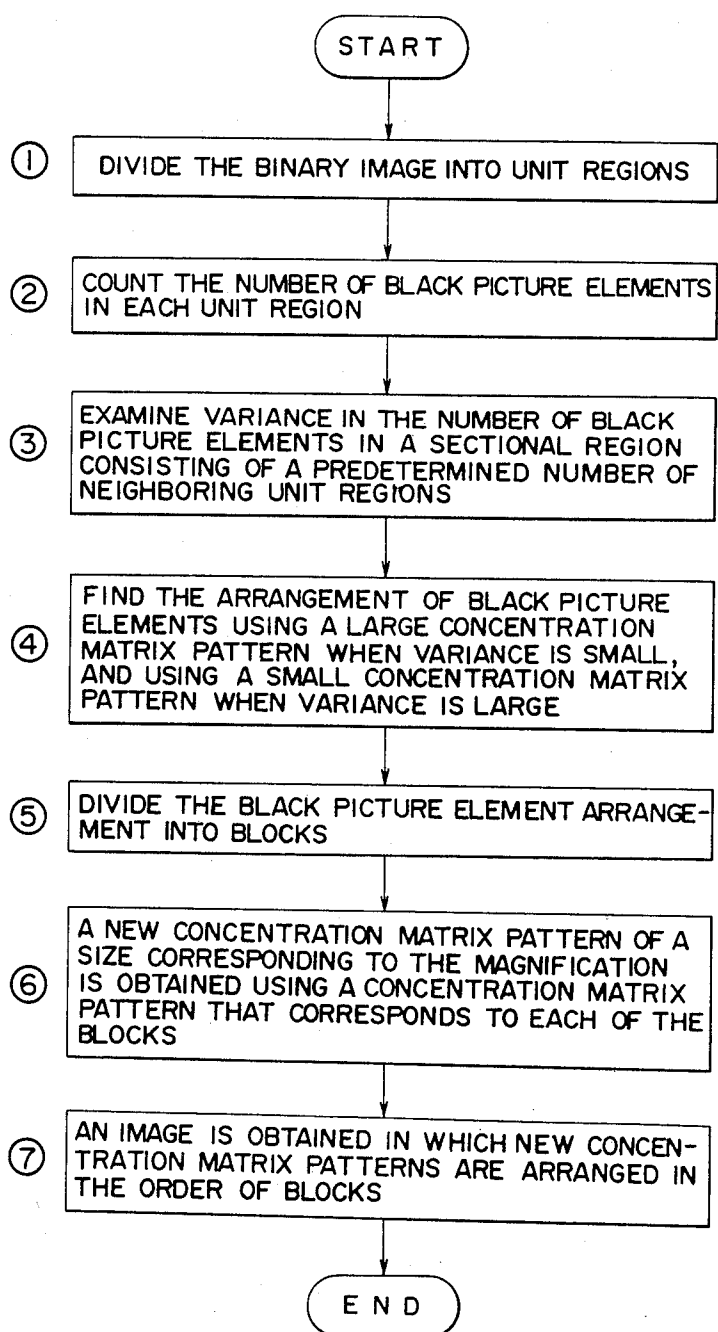 START
① DIVIDE THE BINARY IMAGE INTO UNIT REGIONS
② COUNT THE NUMBER OF BLACK PICTURE ELEMENTS
IN EACH UNIT REGION
③ EXAMINE VARIANCE IN THE NUMBER OF BLACK
PICTURE ELEMENTS IN A SECTIONAL REGION
CONSISTING OF A PREDETERMINED NUMBER OF
NEIGHBORING UNIT REGIONS
④ FIND THE ARRANGEMENT OF BLACK PICTURE
ELEMENTS USING A LARGE CONCENTRATION
MATRIX PATTERN WHEN VARIANCE IS SMALL,
AND USING A SMALL CONCENTRATION MATRIX
PATTERN WHEN VARIANCE IS LARGE
⑤ DIVIDE THE BLACK PICTURE ELEMENT ARRANGE-
MENT INTO BLOCKS
⑥ A NEW CONCENTRATION MATRIX PATTERN OF A
SIZE CORRESPONDING TO THE MAGNIFICATION
IS OBTAINED USING A CONCENTRATION MATRIX
PATTERN THAT CORRESPONDS TO EACH OF THE
BLOCKS
⑦ AN IMAGE IS OBTAINED IN WHICH NEW CONCEN-
TRATION MATRIX PATTERNS ARE ARRANGED IN
THE ORDER OF BLOCKS
END